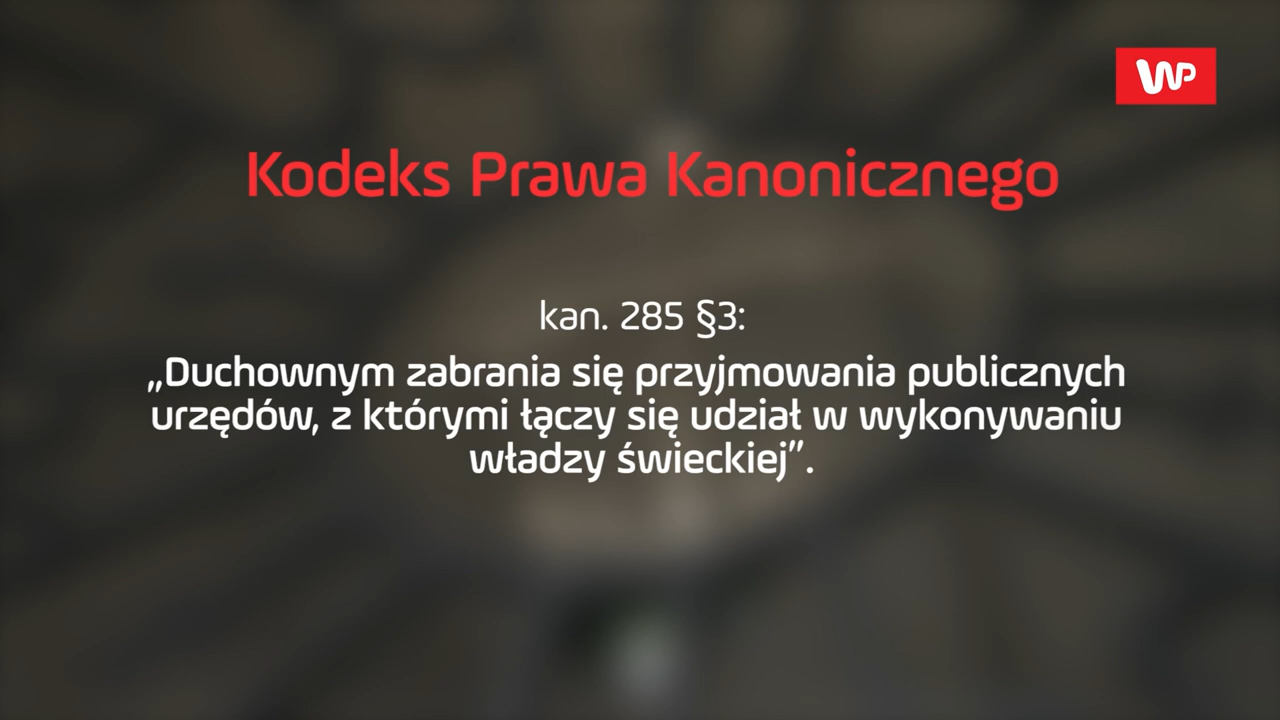 WP
Kodeks Prawa Kanonicznego
kan. 285 §3:
„Duchownym zabrania się przyjmowania publicznych
urzędów, z którymi łączy się udział w wykonywaniu
władzy świeckiej”.